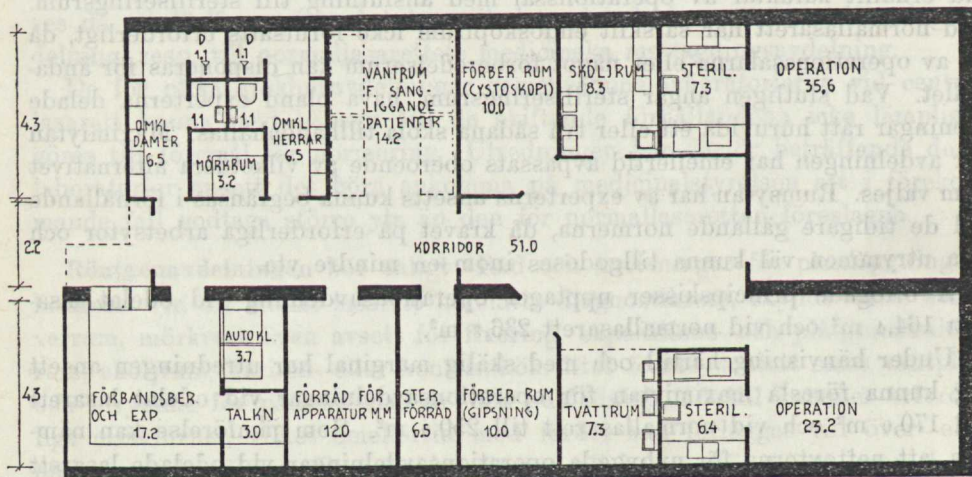 D D
1.1 1.1
1.1 1.1
OMKL.
DAMER
6.5
MÖRKRUM
3.2
OMKL.
HERRAR
6.5
VÄNTRUM
F. SÄNG-
LIGGANDE
PATIENTER
14.2
FÖRBER RUM
(CYSTOSKOPI)
10.0
SKÖLJRUM
8.3
STERIL.
7.3
OPERATION
35,6
4.3
22
4.3
KORRIDOR 51.0
FÖRBANDSBER
OCH EXP
17.2
AUTOKL.
3.7
TALKN.
3.0
FÖRRÅD FÖR
APPARATUR M.M
12.0
STER.
FÖRRÅD
6.5
FÖRBER RUM
(GIPSNING)
10.0
TVÄTTRUM
7.3
STERIL.
6.4
OPERATION
23.2